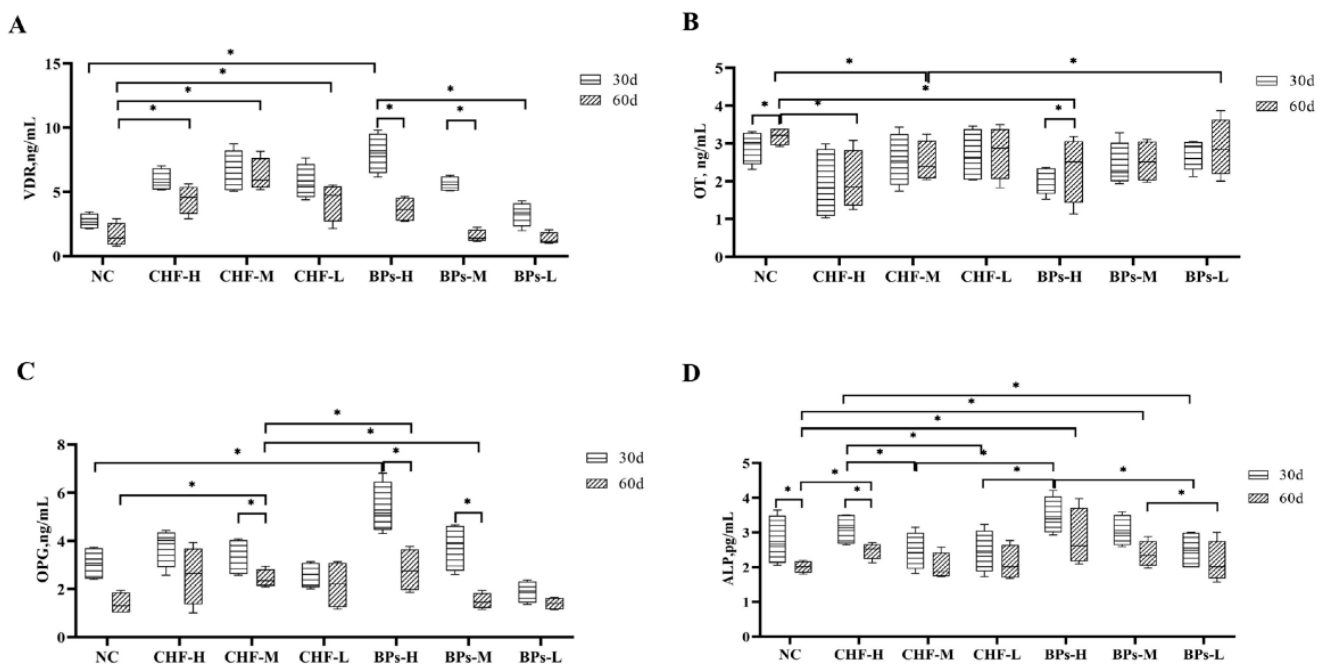 A
VDR,ng/mL
15
10
5
0
* * * * * * *
NC CHF-H CHF-M CHF-L BPs-H BPs-M BPs-L
30d
60d
B
OT, ng/mL
5
4
3
2
1
0
* * * * * *
NC CHF-H CHF-M CHF-L BPs-H BPs-M BPs-L
30d
60d
C
OPG,ng/mL
8
6
4
2
0
* * * * * * *
NC CHF-H CHF-M CHF-L BPs-H BPs-M BPs-L
30d
60d
D
ALP,pg/mL
5
4
3
2
1
0
* * * * * * * * * * * *
NC CHF-H CHF-M CHF-L BPs-H BPs-M BPs-L
30d
60d